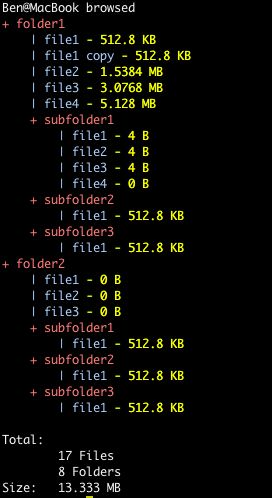 Ben@MacBook browsed
+ folder1
    | file1 - 512.8 KB
    | file1 copy - 512.8 KB
    | file2 - 1.5384 MB
    | file3 - 3.0768 MB
    | file4 - 5.128 MB
    + subfolder1
        | file1 - 4 B
        | file2 - 4 B
        | file3 - 4 B
        | file4 - 0 B
    + subfolder2
        | file1 - 512.8 KB
    + subfolder3
        | file1 - 512.8 KB
+ folder2
    | file1 - 0 B
    | file2 - 0 B
    | file3 - 0 B
    + subfolder1
        | file1 - 512.8 KB
    + subfolder2
        | file1 - 512.8 KB
    + subfolder3
        | file1 - 512.8 KB
Total:
        17 Files
        8 Folders
Size:   13.333 MB